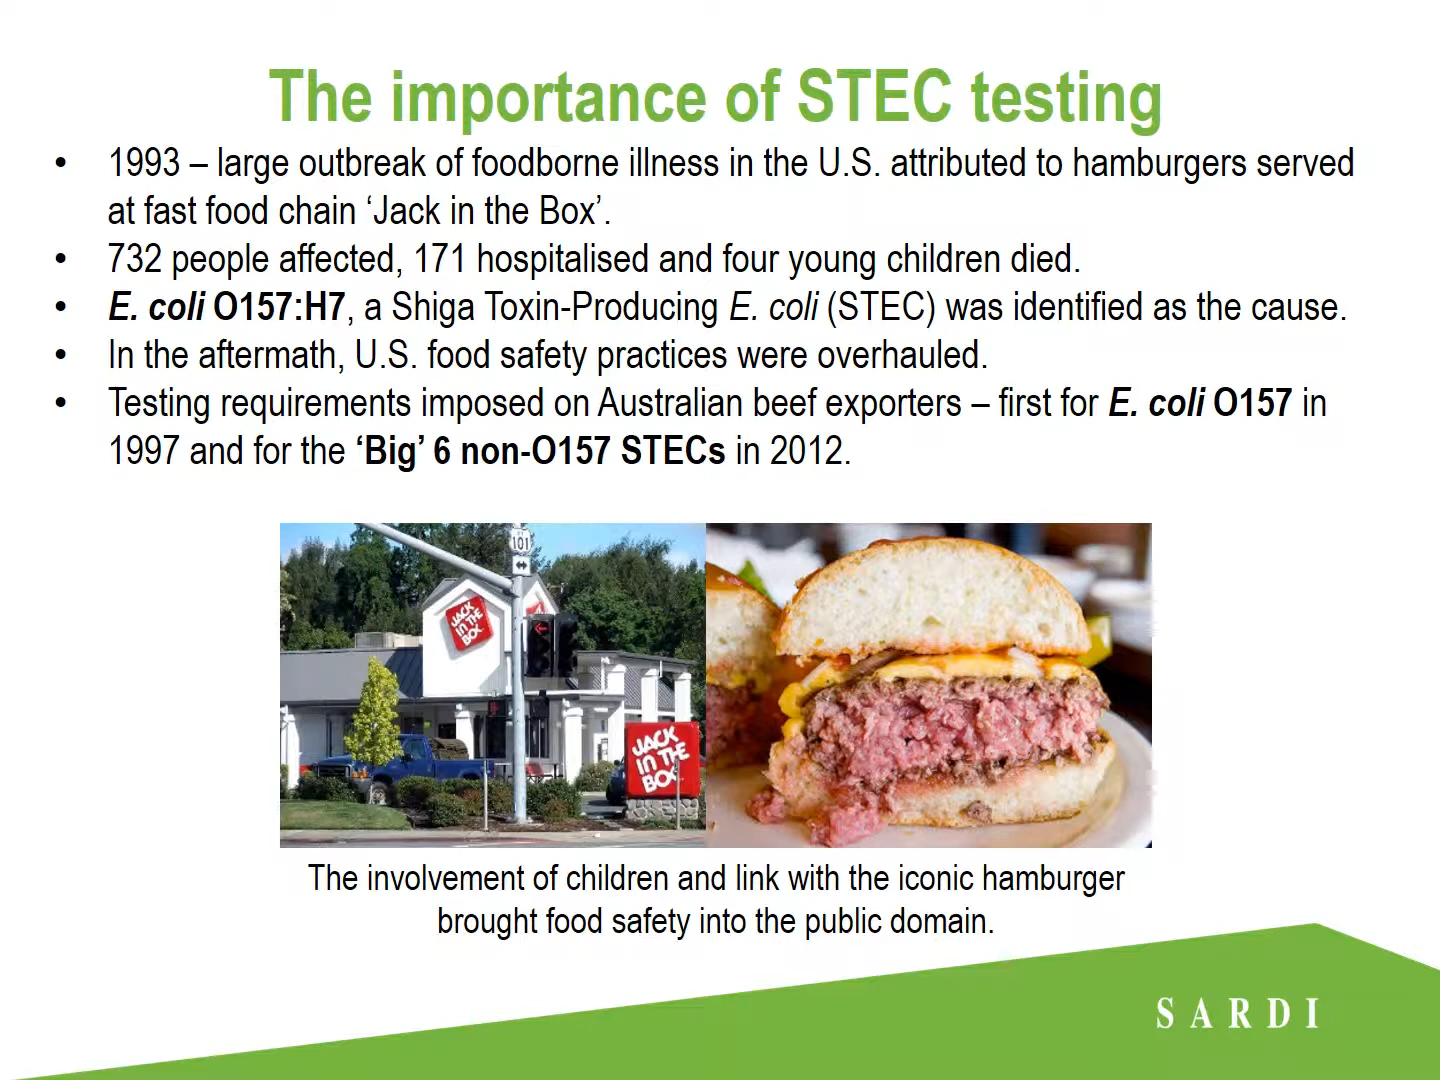 The importance of STEC testing
• 1993 – large outbreak of foodborne illness in the U.S. attributed to hamburgers served
at fast food chain ‘Jack in the Box’.
• 732 people affected, 171 hospitalised and four young children died.
• E. coli O157:H7, a Shiga Toxin-Producing E. coli (STEC) was identified as the cause.
• In the aftermath, U.S. food safety practices were overhauled.
• Testing requirements imposed on Australian beef exporters – first for E. coli O157 in
1997 and for the ‘Big’ 6 non-O157 STECs in 2012.
101
JACK
IN THE
BOX
JACK
IN THE
BOX
The involvement of children and link with the iconic hamburger
brought food safety into the public domain.
SARDI